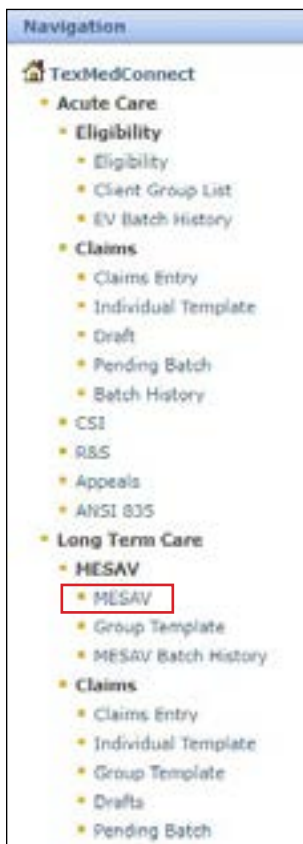 Navigation
TexMedConnect
Acute Care
Eligibility
Eligibility
Client Group List
EV Batch History
Claims
Claims Entry
Individual Template
Draft
Pending Batch
Batch History
CSI
R&S
Appeals
ANSI 835
Long Term Care
MESAV
MESAV
Group Template
MESAV Batch History
Claims
Claims Entry
Individual Template
Group Template
Drafts
Pending Batch